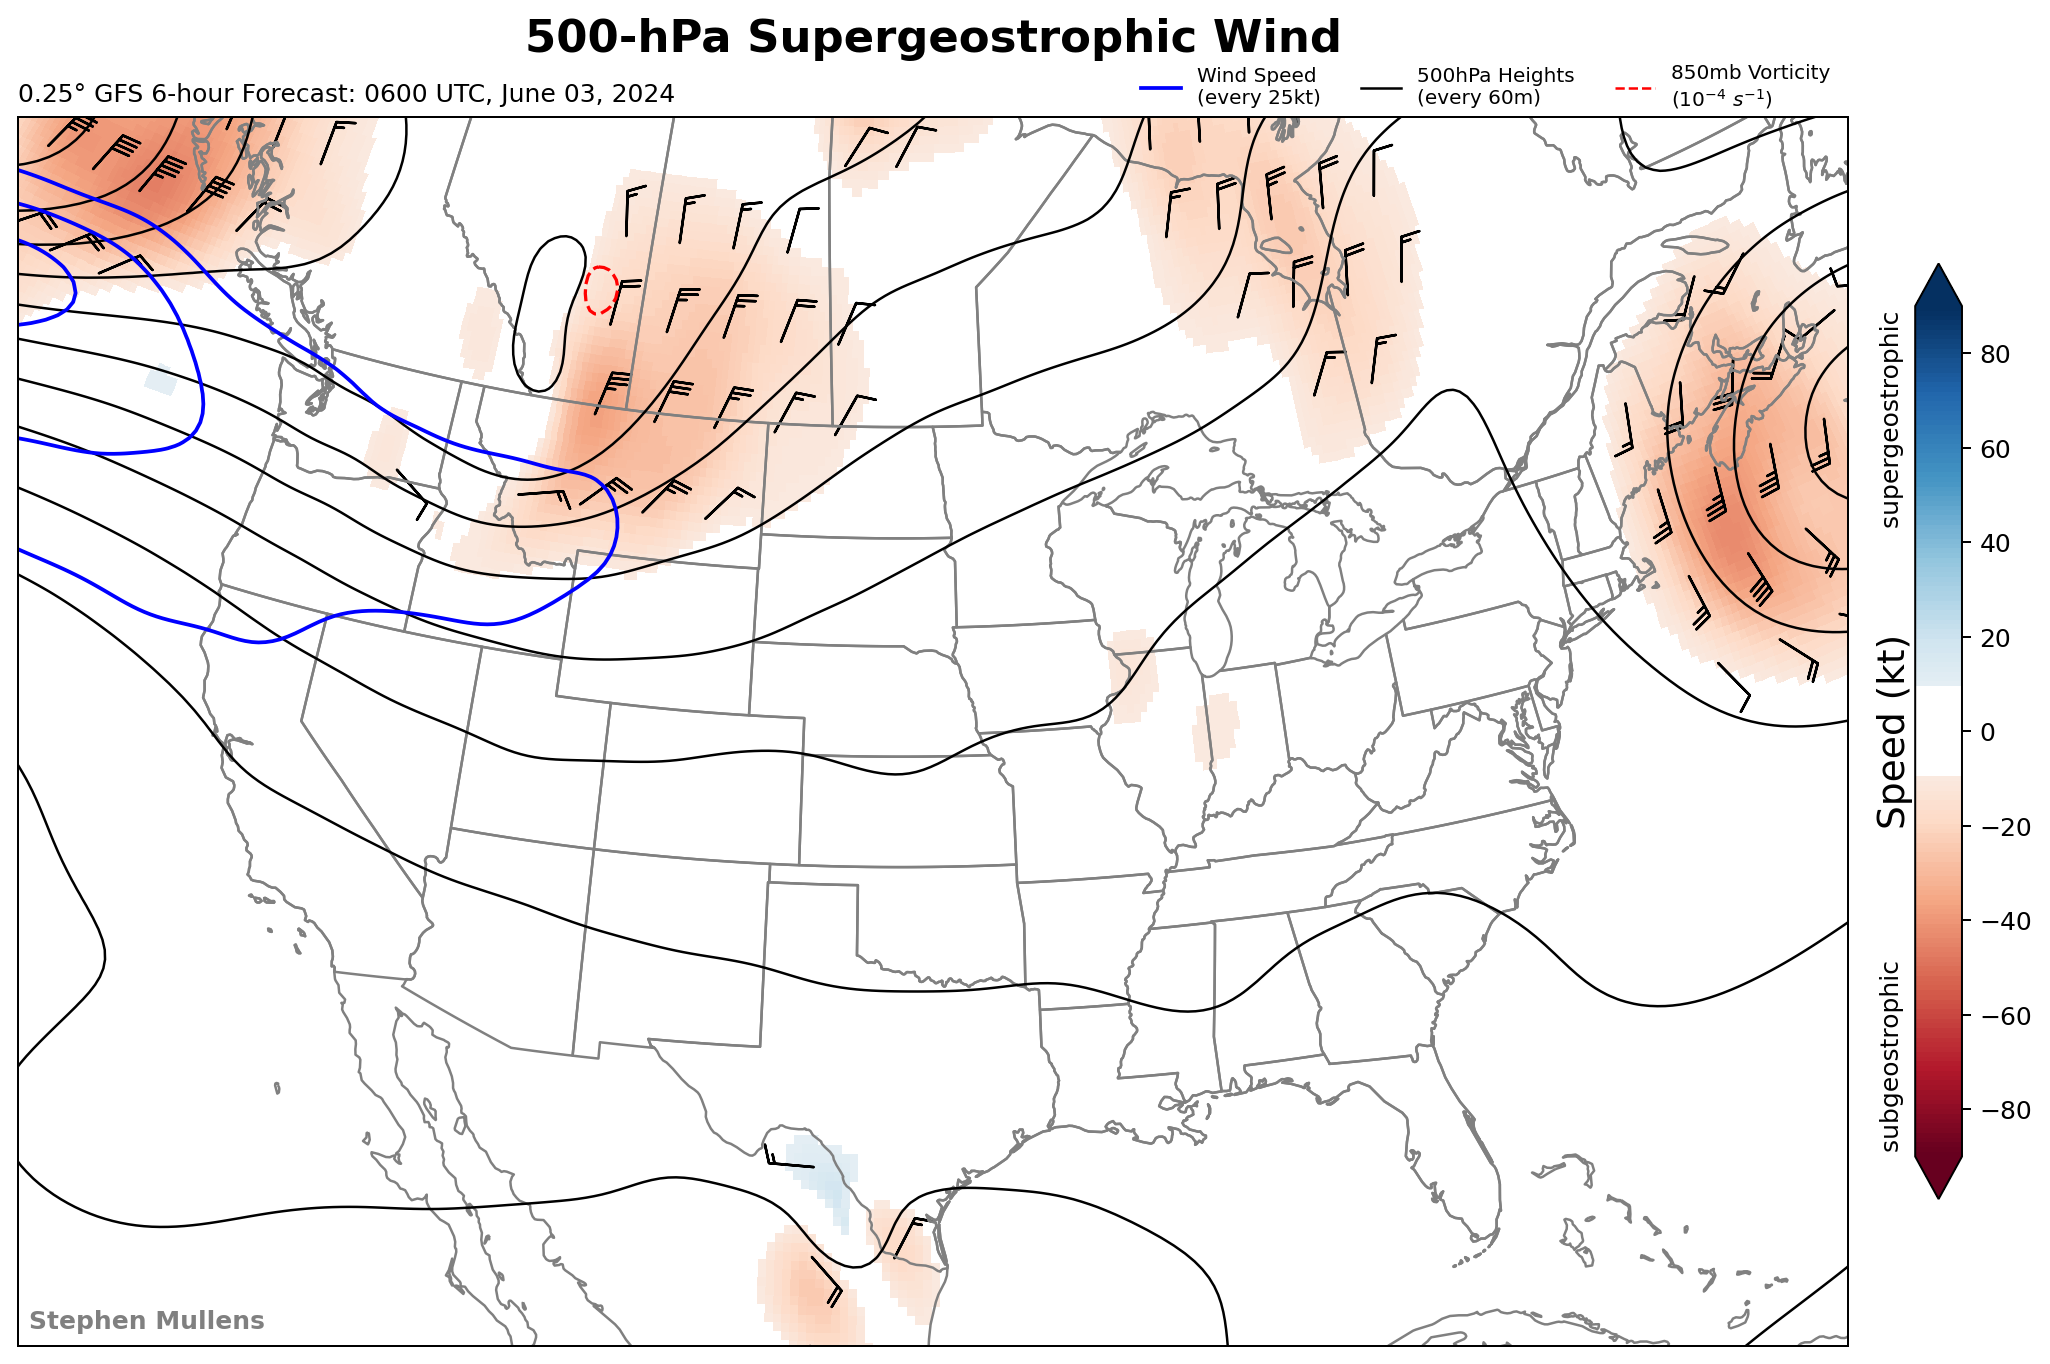 500-hPa Supergeostrophic Wind
0.25° GFS 6-hour Forecast: 0600 UTC, June 03, 2024
Wind Speed
(every 25kt)
500hPa Heights
(every 60m)
850mb Vorticity
(10⁻⁴ s⁻¹)
supergeostrophic
Speed (kt)
subgeostrophic
80
60
40
20
0
−20
−40
−60
−80
Stephen Mullens